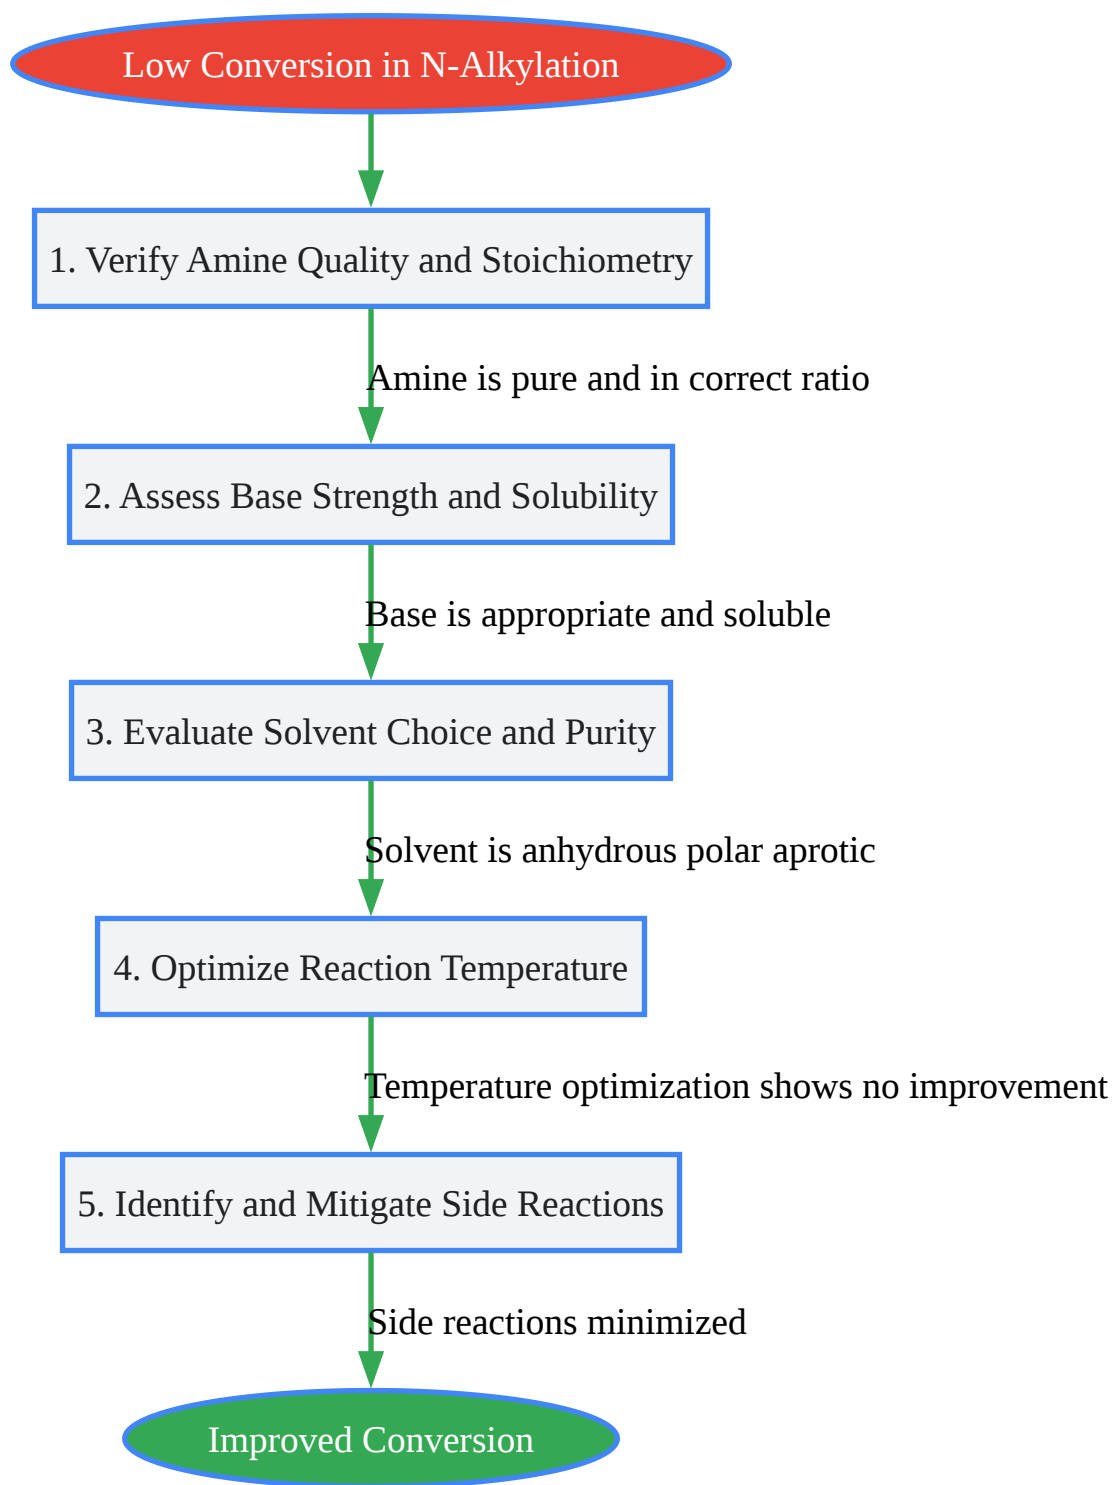 Low Conversion in N-Alkylation
1. Verify Amine Quality and Stoichiometry
Amine is pure and in correct ratio
2. Assess Base Strength and Solubility
Base is appropriate and soluble
3. Evaluate Solvent Choice and Purity
Solvent is anhydrous polar aprotic
4. Optimize Reaction Temperature
Temperature optimization shows no improvement
5. Identify and Mitigate Side Reactions
Side reactions minimized
Improved Conversion